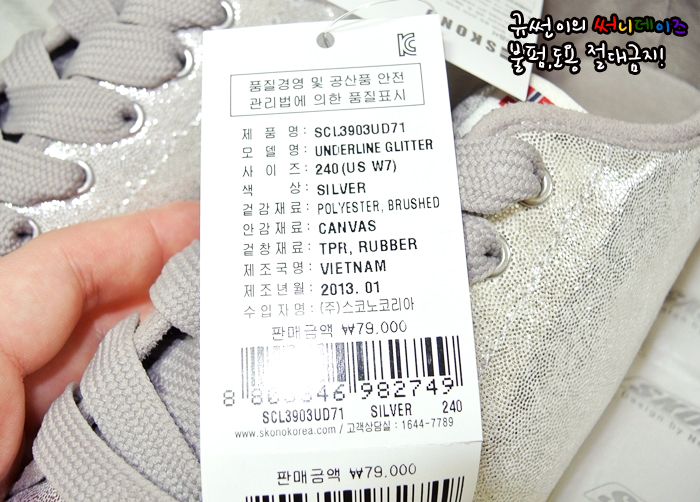 규썬이의 써니데이즈
불펌,도용 절대금지!
SKONO
품질경영 및 공산품 안전
관리법에 의한 품질표시
제 품 명 : SCL3903UD71
모 델 명 : UNDERLINE GLITTER
사 이 즈 : 240(US W7)
색 상 : SILVER
겉감재료 : POLYESTER, BRUSHED
안감재료 : CANVAS
겉창재료 : TPR, RUBBER
제조국명 : VIETNAM
제조년월 : 2013. 01
수입자명 : (주)스코노코리아
판매금액 ₩79,000
982749
SCL3903UD71 SILVER 240
www.skonokorea.com / 고객상담실 : 1644-7789
판매금액 ₩79,000